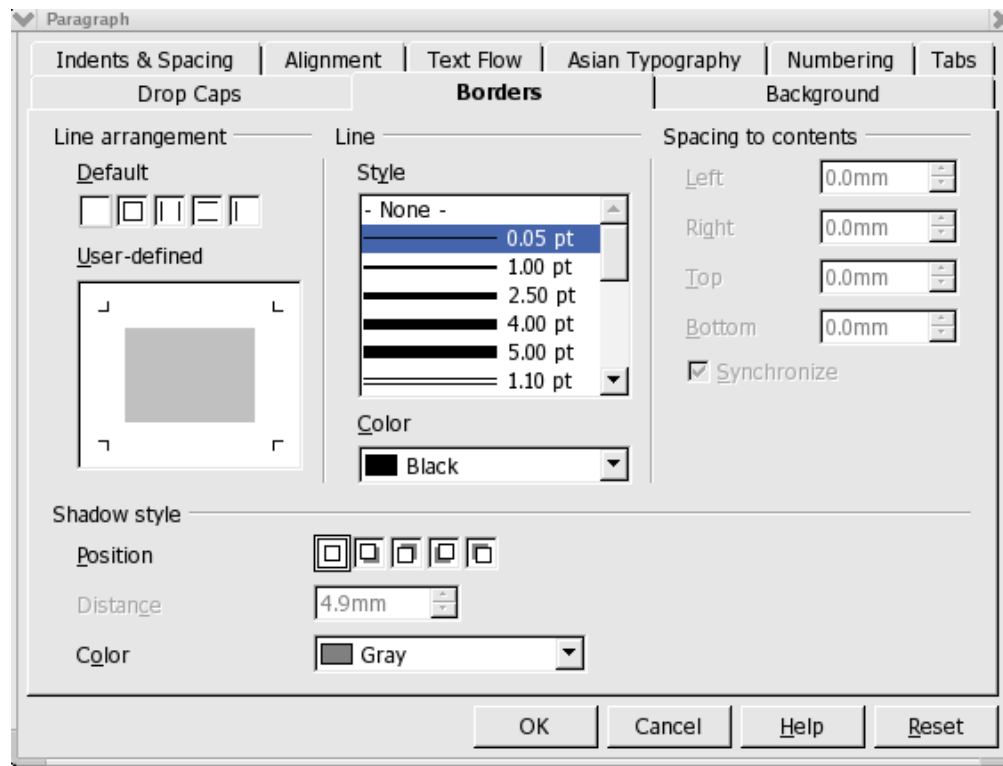 Paragraph
Indents & Spacing
Alignment
Text Flow
Asian Typography
Numbering
Tabs
Drop Caps
Borders
Background
Line arrangement
Default
User-defined
Line
Style
- None -
0.05 pt
1.00 pt
2.50 pt
4.00 pt
5.00 pt
1.10 pt
Color
Black
Spacing to contents
Left 0.0mm
Right 0.0mm
Top 0.0mm
Bottom 0.0mm
Synchronize
Shadow style
Position
Distance 4.9mm
Color Gray
OK
Cancel
Help
Reset